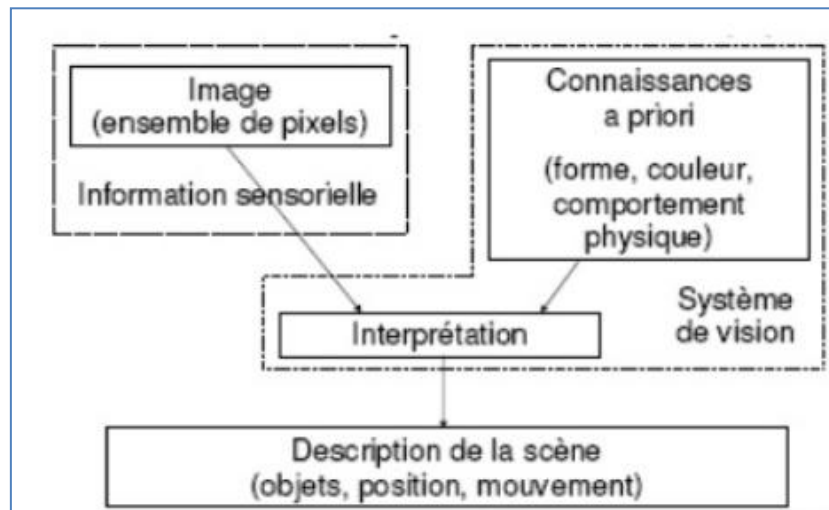 Image
(ensemble de pixels)
Information sensorielle
Connaissances
a priori
(forme, couleur,
comportement
physique)
Système
de vision
Interprétation
Description de la scène
(objets, position, mouvement)